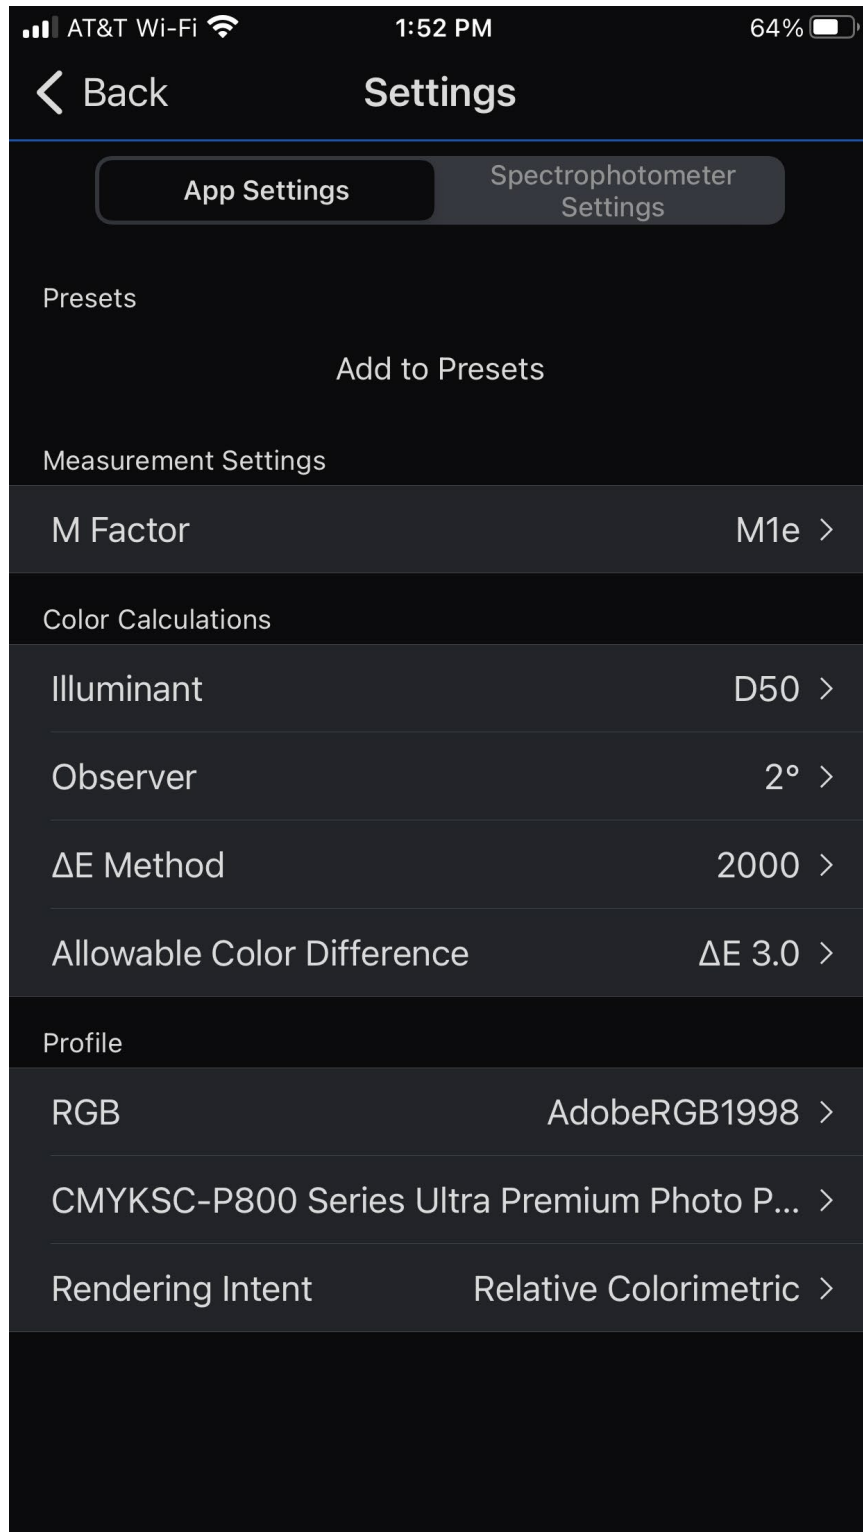 AT&T Wi-Fi 1:52 PM 64%
Back Settings
App Settings
Spectrophotometer
Settings
Presets
Add to Presets
Measurement Settings
M Factor M1e
Color Calculations
Illuminant D50
Observer 2°
ΔE Method 2000
Allowable Color Difference ΔE 3.0
Profile
RGB AdobeRGB1998
CMYKSC-P800 Series Ultra Premium Photo P...
Rendering Intent Relative Colorimetric